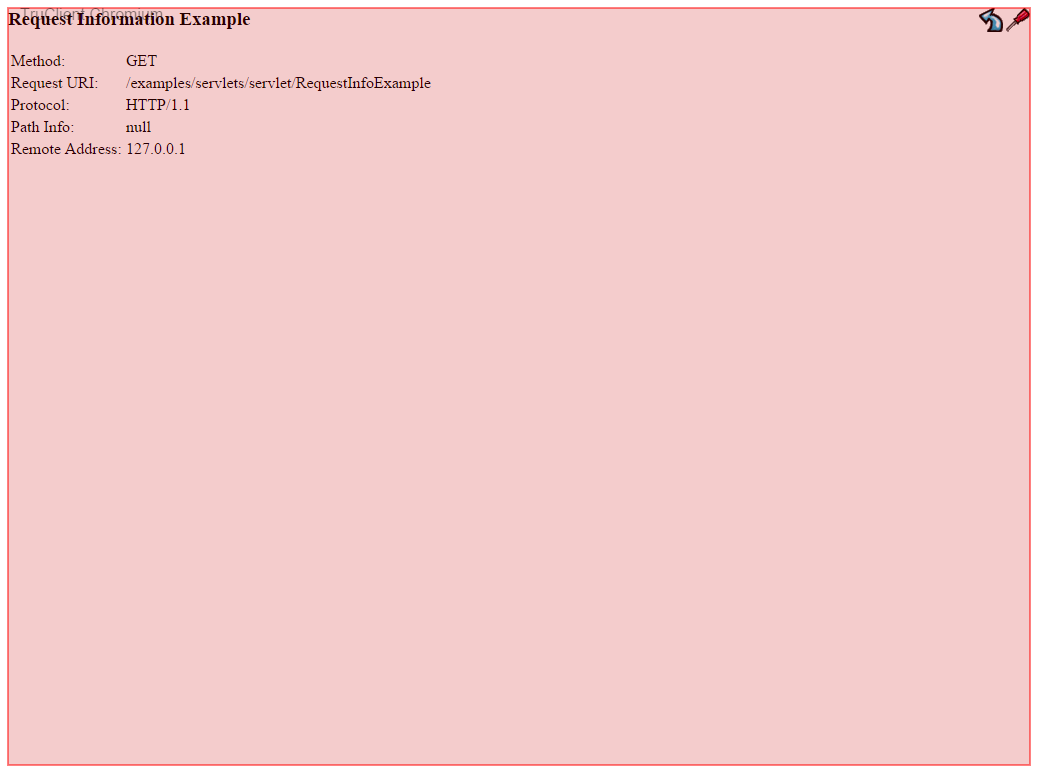 TruClient Chromium
Request Information Example
Method: GET
Request URI: /examples/servlets/servlet/RequestInfoExample
Protocol: HTTP/1.1
Path Info: null
Remote Address: 127.0.0.1